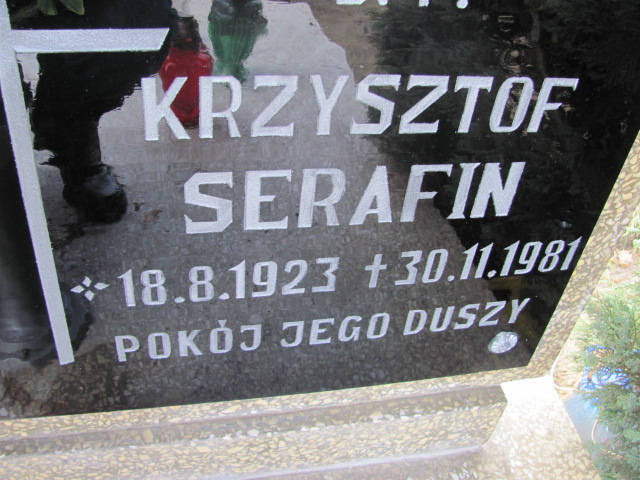 KRZYSZTOF
SERAFIN
18.8.1923 ✝30.11.1981
POKÓJ JEGO DUSZY